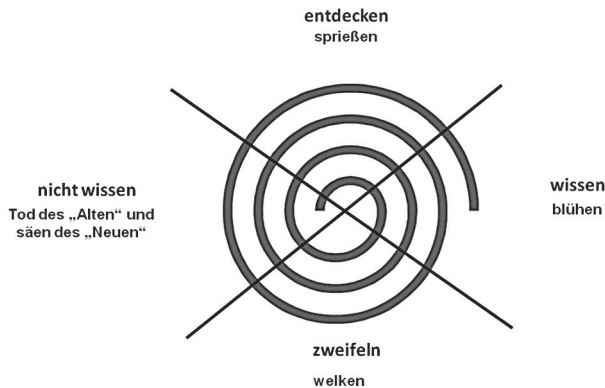 entdecken
sprießen
nicht wissen
Tod des „Alten“ und
säen des „Neuen“
wissen
blühen
zweifeln
welken